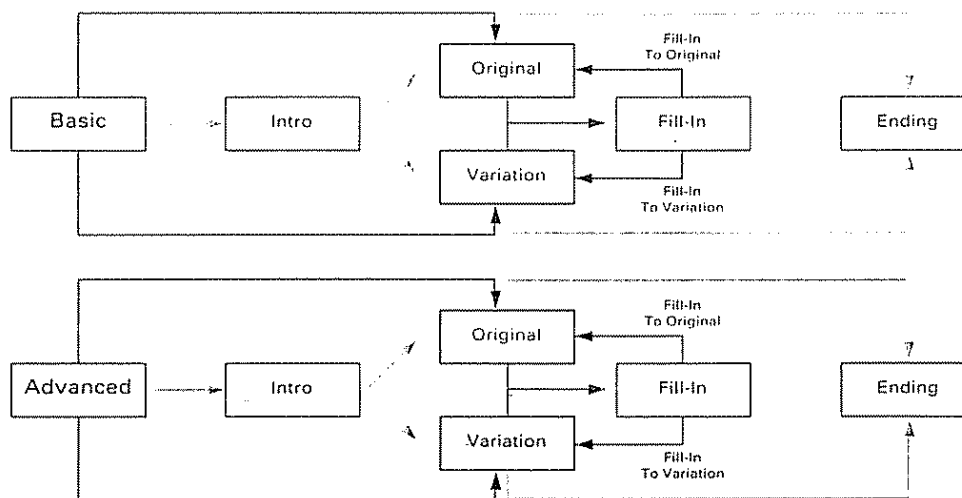 Fill-In
To Original
Original
Basic
Intro
Fill-In
Ending
Variation
Fill-In
To Variation
Fill-In
To Original
Original
Advanced
Intro
Fill-In
Ending
Variation
Fill-In
To Variation